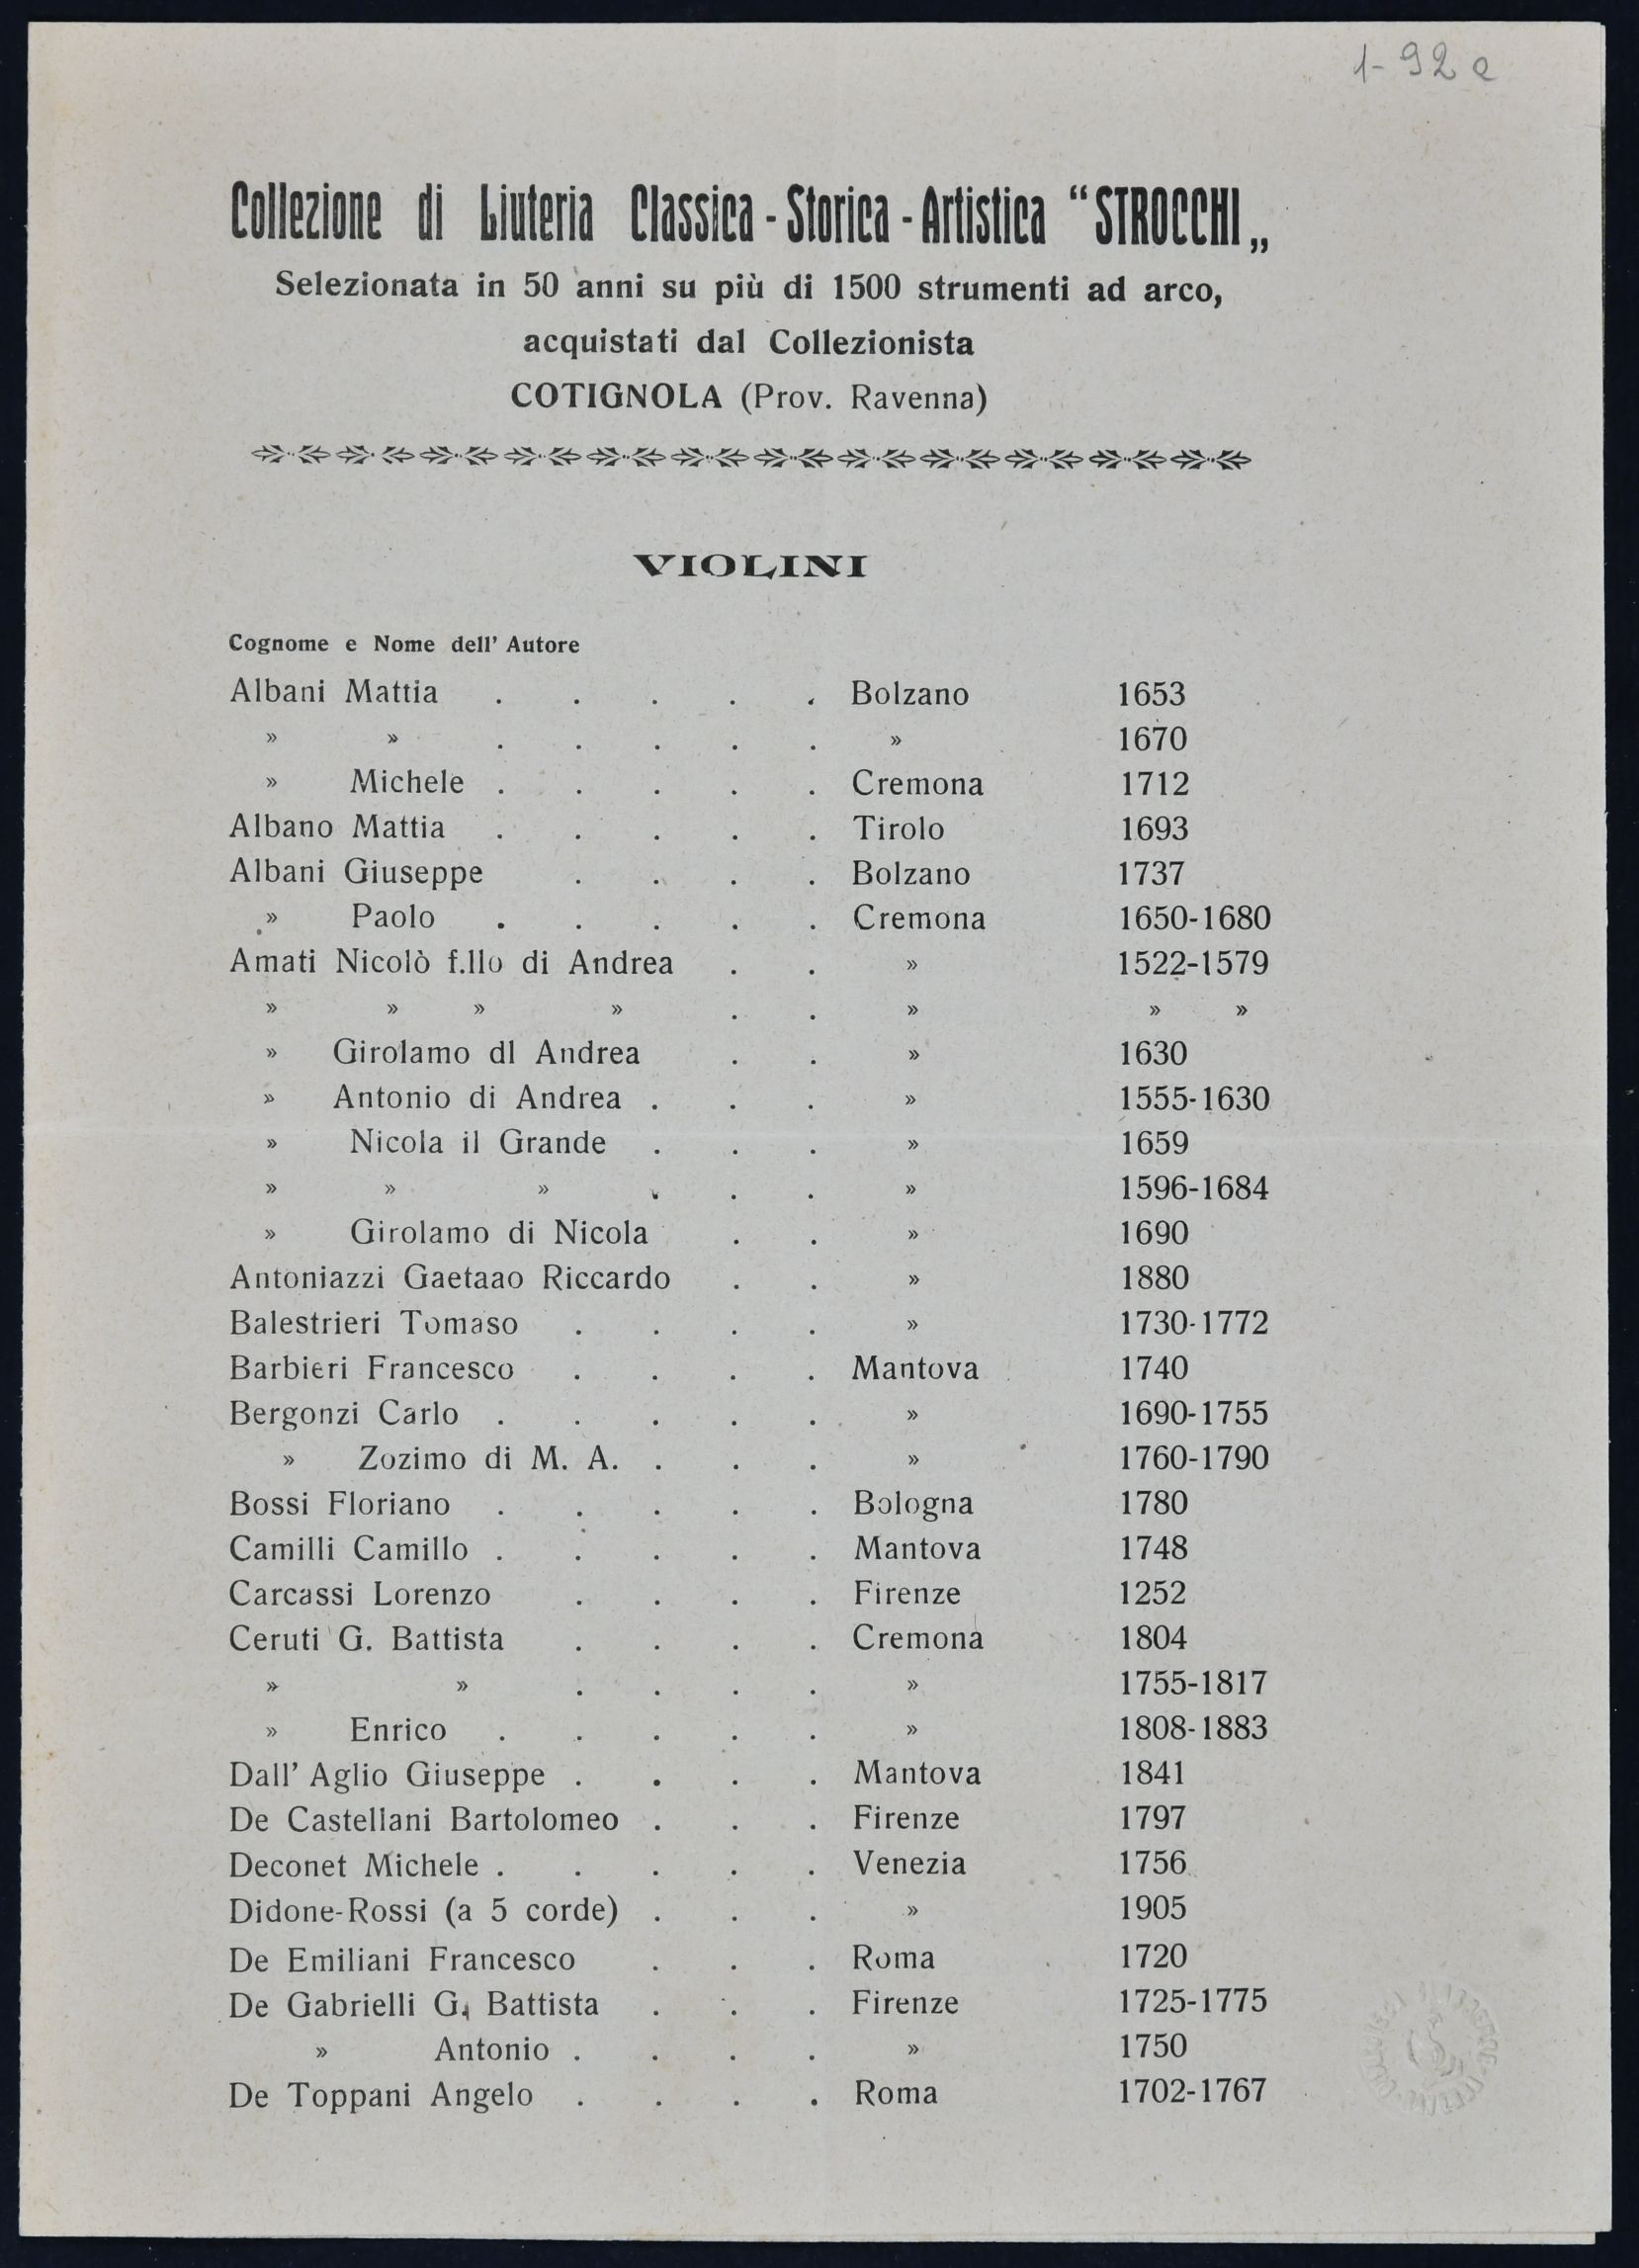 1-92 e
Collezione di Liuteria Classica - Storica - Artistica “STROCCHI„
Selezionata in 50 anni su più di 1500 strumenti ad arco,
acquistati dal Collezionista
COTIGNOLA (Prov. Ravenna)
VIOLINI
Cognome e Nome dell' Autore
Albani Mattia . . . . . Bolzano 1653
» » . . . . . » 1670
» Michele . . . . . Cremona 1712
Albano Mattia . . . . . Tirolo 1693
Albani Giuseppe . . . . Bolzano 1737
» Paolo . . . . . Cremona 1650-1680
Amati Nicolò f.llo di Andrea . . » 1522-1579
» » » » . . » » »
» Girolamo dl Andrea . . » 1630
» Antonio di Andrea . . . » 1555-1630
» Nicola il Grande . . . » 1659
» » » . . . » 1596-1684
» Girolamo di Nicola . . » 1690
Antoniazzi Gaetaao Riccardo . . » 1880
Balestrieri Tomaso . . . . » 1730-1772
Barbieri Francesco . . . . Mantova 1740
Bergonzi Carlo . . . . . » 1690-1755
» Zozimo di M. A. . . . » 1760-1790
Bossi Floriano . . . . . Bologna 1780
Camilli Camillo . . . . . Mantova 1748
Carcassi Lorenzo . . . . Firenze 1252
Ceruti G. Battista . . . . Cremona 1804
» » . . . . » 1755-1817
» Enrico . . . . . » 1808-1883
Dall' Aglio Giuseppe . . . . Mantova 1841
De Castellani Bartolomeo . . . Firenze 1797
Deconet Michele . . . . . Venezia 1756
Didone-Rossi (a 5 corde) . . . » 1905
De Emiliani Francesco . . . Roma 1720
De Gabrielli G. Battista . . . Firenze 1725-1775
» Antonio . . . . » 1750
De Toppani Angelo . . . . Roma 1702-1767